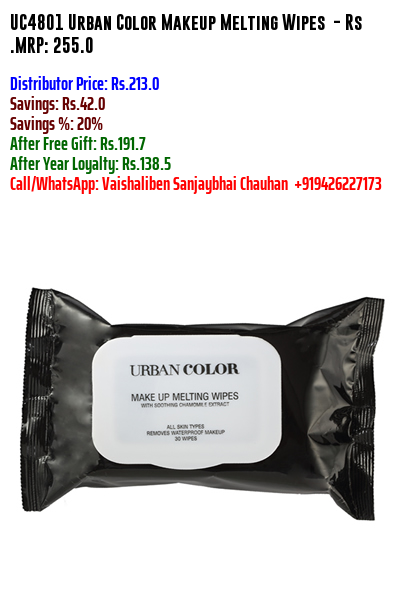 UC4801 Urban Color Makeup Melting Wipes - Rs
.MRP: 255.0
Distributor Price: Rs.213.0
Savings: Rs.42.0
Savings %: 20%
After Free Gift: Rs.191.7
After Year Loyalty: Rs.138.5
Call/WhatsApp: Vaishaliben Sanjaybhai Chauhan +919426227173
URBAN COLOR
MAKE UP MELTING WIPES
WITH SOOTHING CHAMOMILE EXTRACT
ALL SKIN TYPES
REMOVES WATERPROOF MAKEUP
30 WIPES